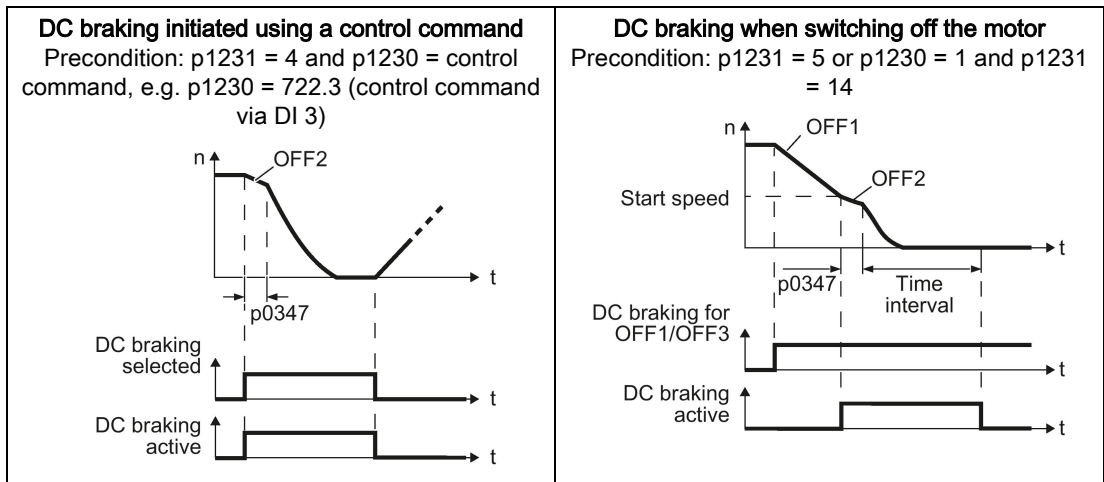 DC braking initiated using a control command
Precondition: p1231 = 4 and p1230 = control
command, e.g. p1230 = 722.3 (control command
via DI 3)
n
OFF2
t
p0347
DC braking
selected
t
DC braking
active
t
DC braking when switching off the motor
Precondition: p1231 = 5 or p1230 = 1 and p1231
= 14
n
OFF1
OFF2
Start speed
t
p0347
Time
interval
DC braking for
OFF1/OFF3
t
DC braking
active
t